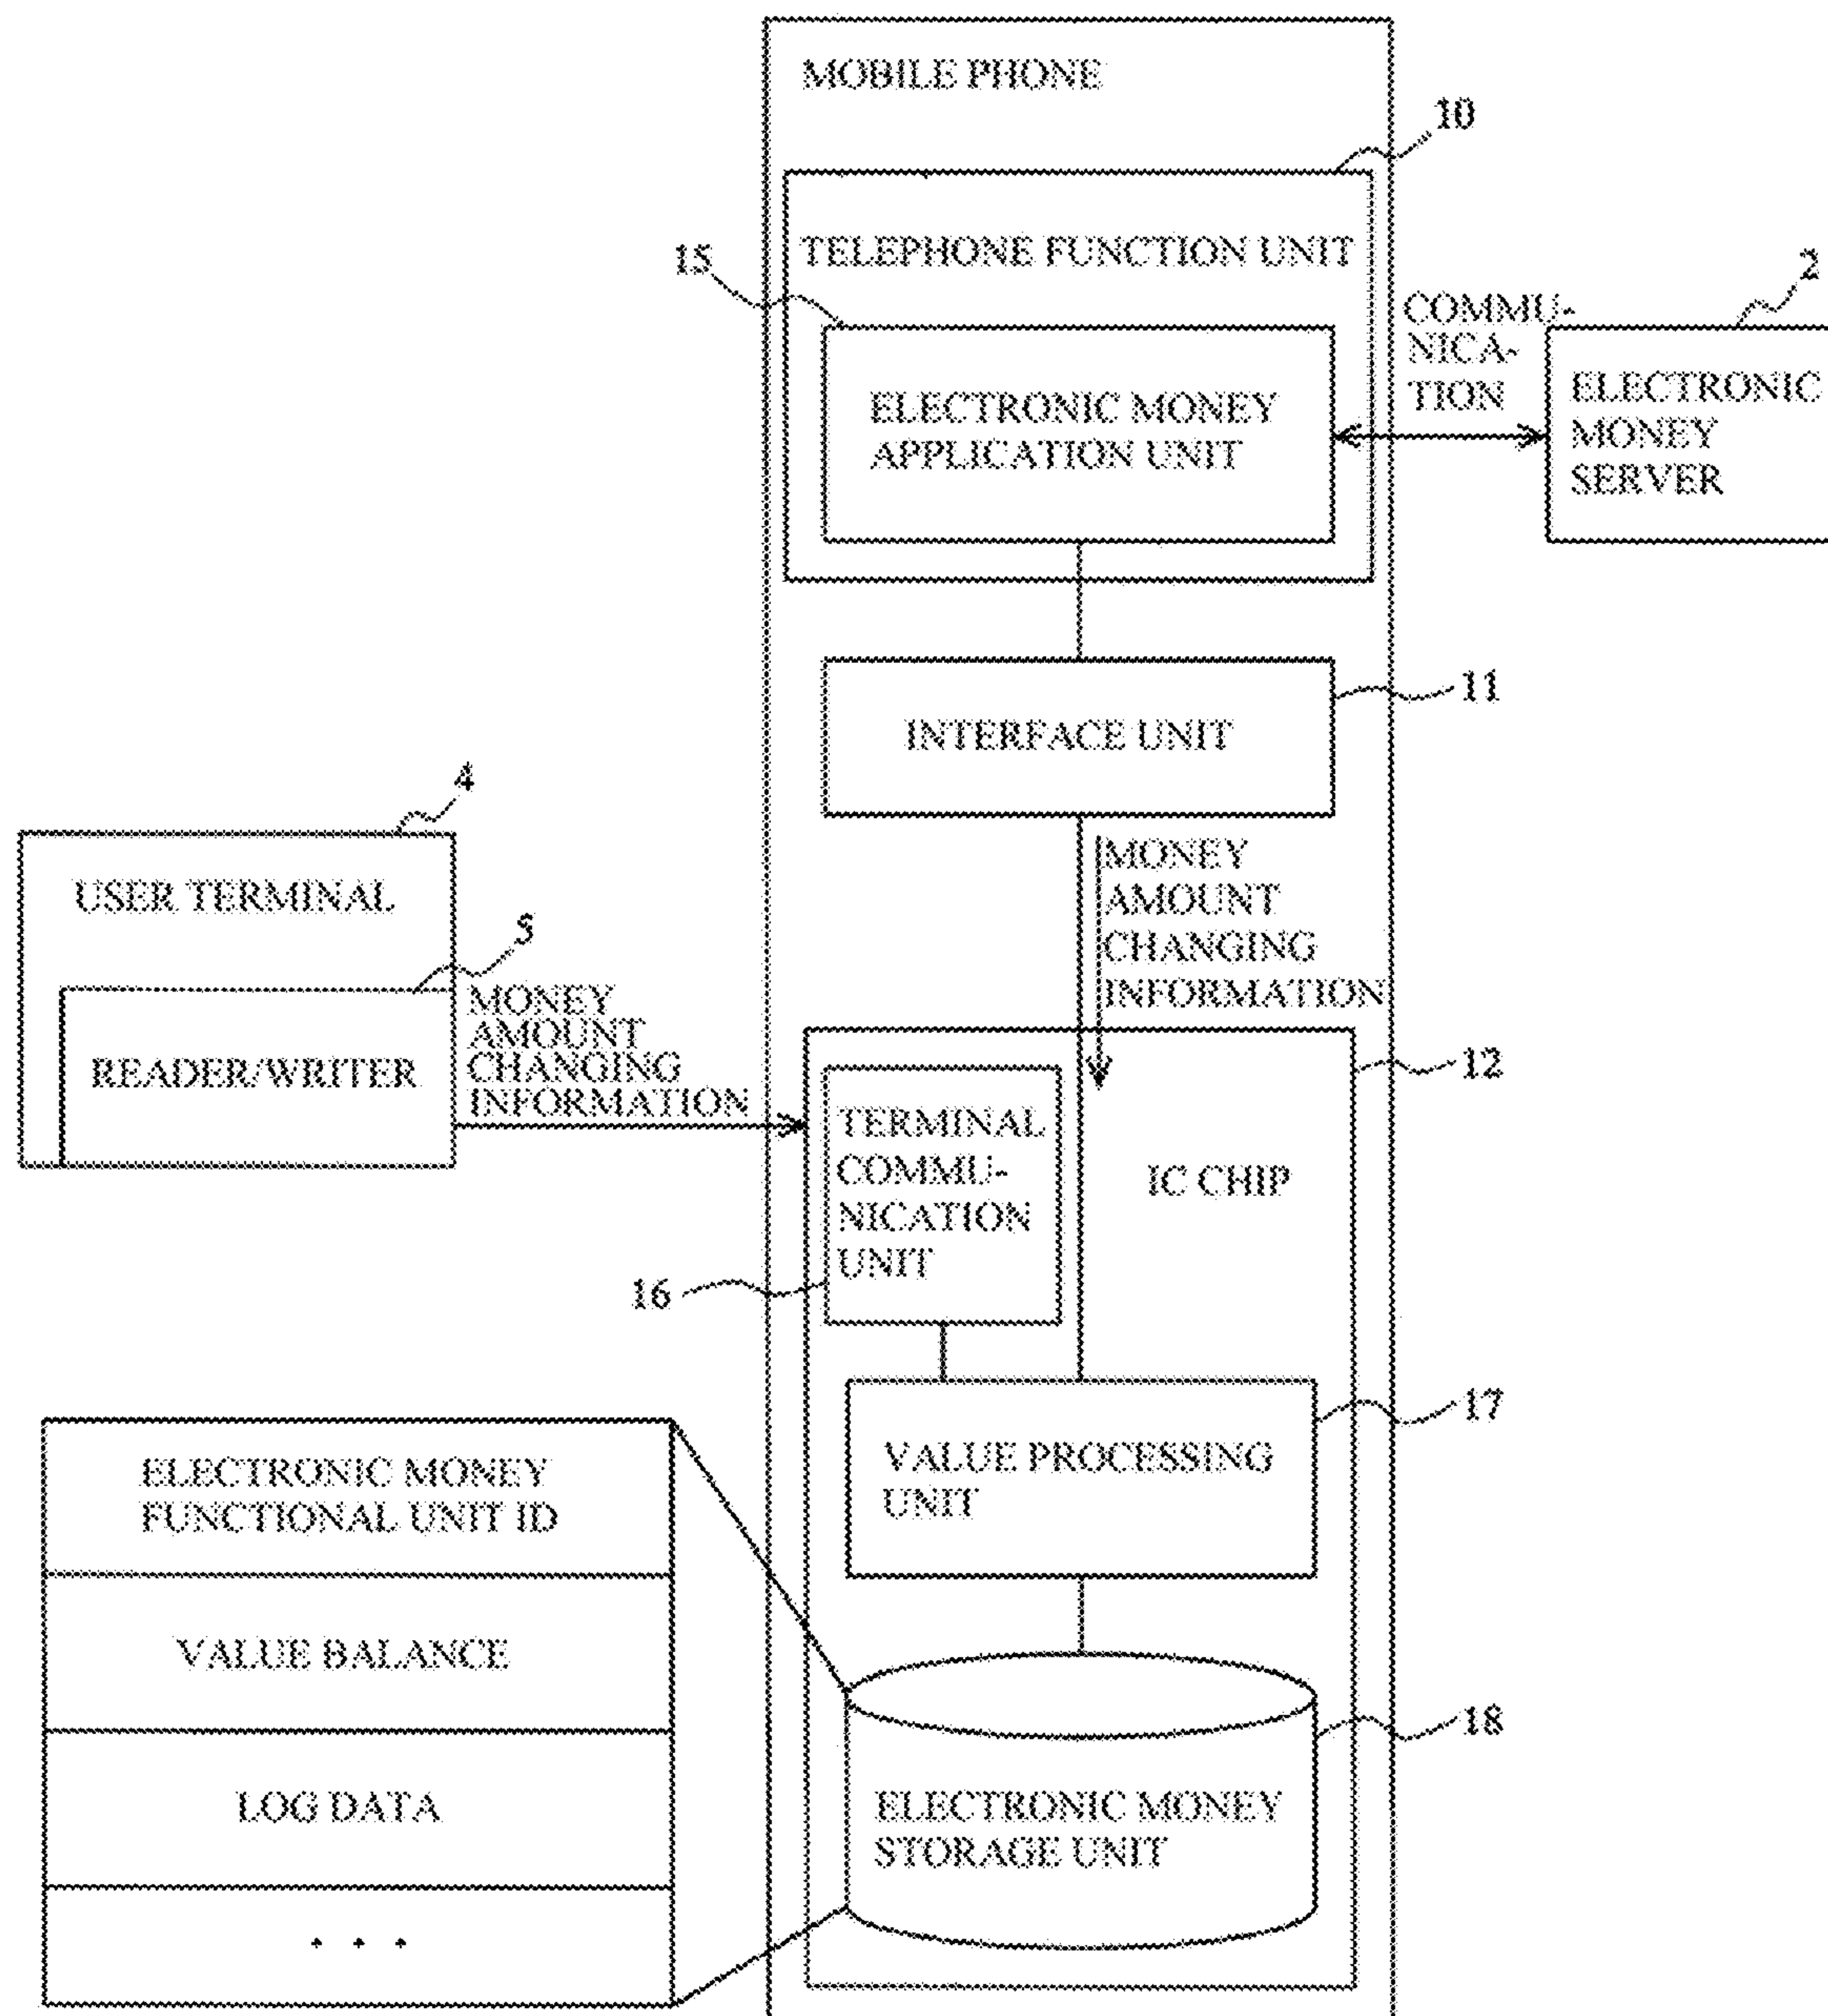 MOBILE PHONE
10
TELEPHONE FUNCTION UNIT
15
2
COMMU-
NICA-
TION
ELECTRONIC MONEY
APPLICATION UNIT
ELECTRONIC
MONEY
SERVER
11
INTERFACE UNIT
4
USER TERMINAL
5
READER/WRITER
MONEY
AMOUNT
CHANGING
INFORMATION
MONEY
AMOUNT
CHANGING
INFORMATION
12
TERMINAL
COMMU-
NICATION
UNIT
IC CHIP
16
17
VALUE PROCESSING
UNIT
ELECTRONIC MONEY
FUNCTIONAL UNIT ID
VALUE BALANCE
LOG DATA
. . .
18
ELECTRONIC MONEY
STORAGE UNIT